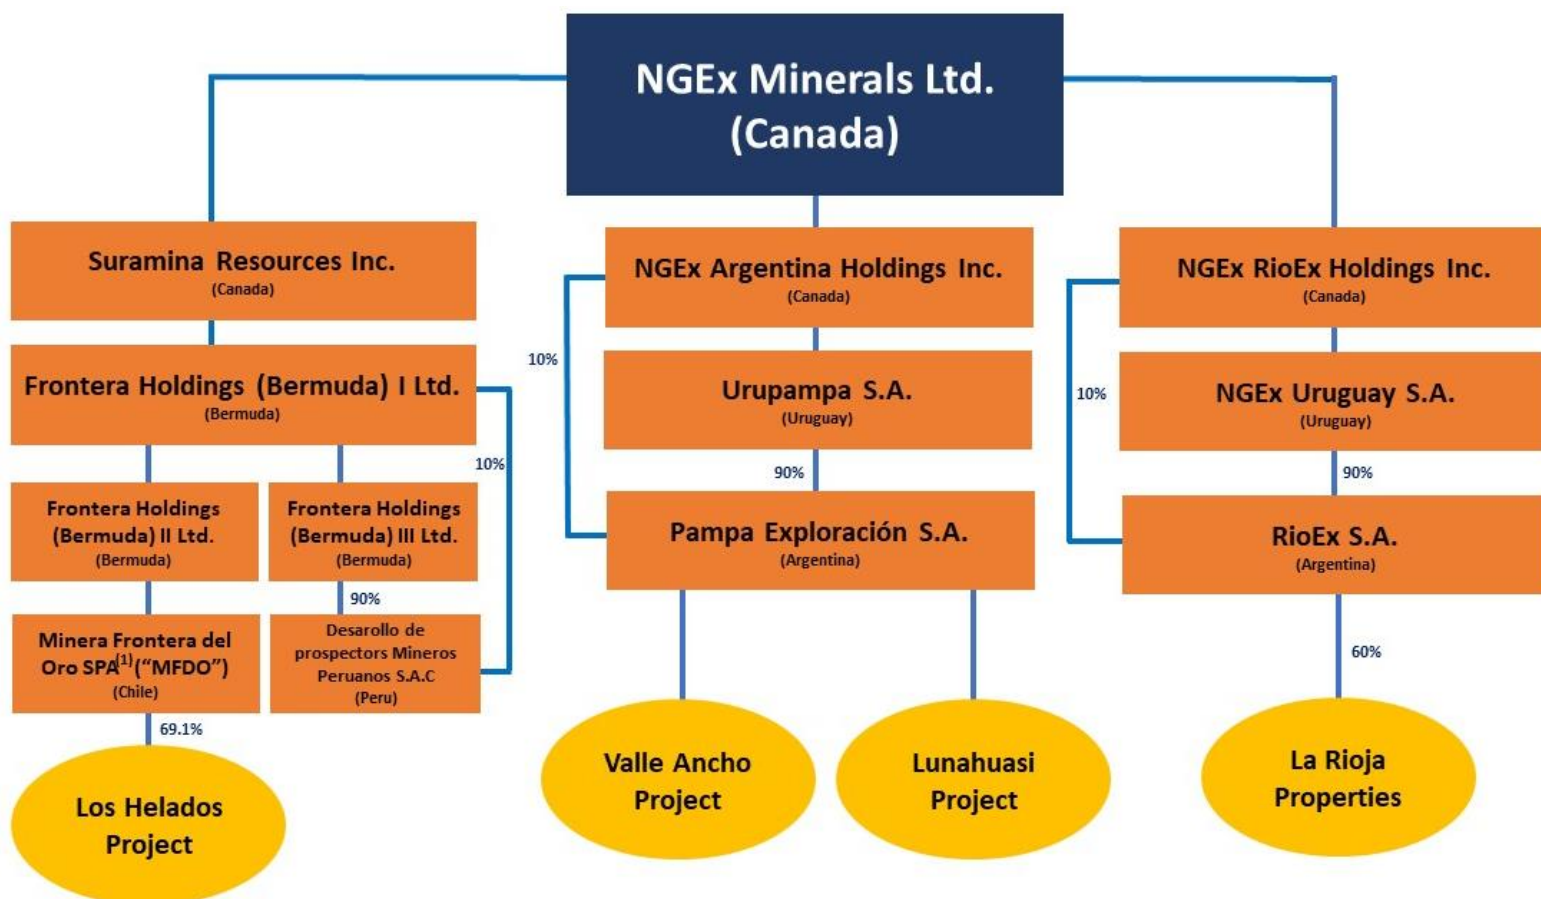 NGEx Minerals Ltd.
(Canada)
Suramina Resources Inc.
(Canada)
Frontera Holdings (Bermuda) I Ltd.
(Bermuda)
10%
Frontera Holdings
(Bermuda) II Ltd.
(Bermuda)
Frontera Holdings
(Bermuda) III Ltd.
(Bermuda)
90%
Minera Frontera del
Oro SPA(1) (“MFDO”)
(Chile)
Desarollo de
prospectors Mineros
Peruanos S.A.C
(Peru)
69.1%
Los Helados
Project
NGEx Argentina Holdings Inc.
(Canada)
10%
Urupampa S.A.
(Uruguay)
90%
Pampa Exploración S.A.
(Argentina)
Valle Ancho
Project
Lunahuasi
Project
NGEx RioEx Holdings Inc.
(Canada)
10%
NGEx Uruguay S.A.
(Uruguay)
90%
RioEx S.A.
(Argentina)
60%
La Rioja
Properties